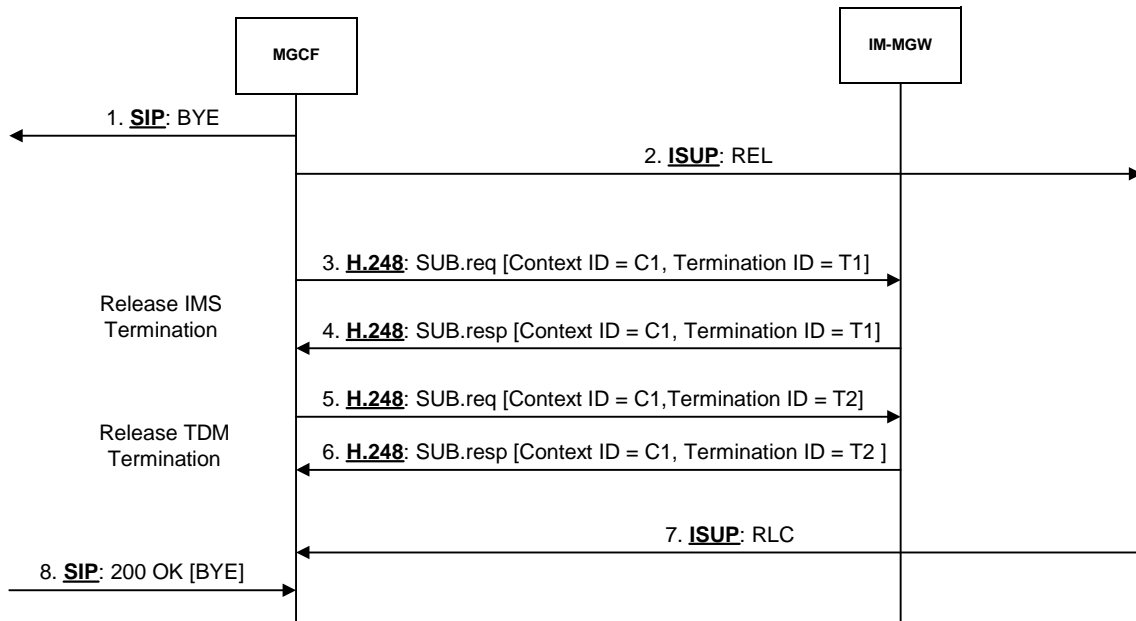 MGCF
IM-MGW
1. SIP: BYE
2. ISUP: REL
3. H.248: SUB.req [Context ID = C1, Termination ID = T1]
Release IMS
Termination
4. H.248: SUB.resp [Context ID = C1, Termination ID = T1]
5. H.248: SUB.req [Context ID = C1,Termination ID = T2]
Release TDM
Termination
6. H.248: SUB.resp [Context ID = C1, Termination ID = T2 ]
7. ISUP: RLC
8. SIP: 200 OK [BYE]